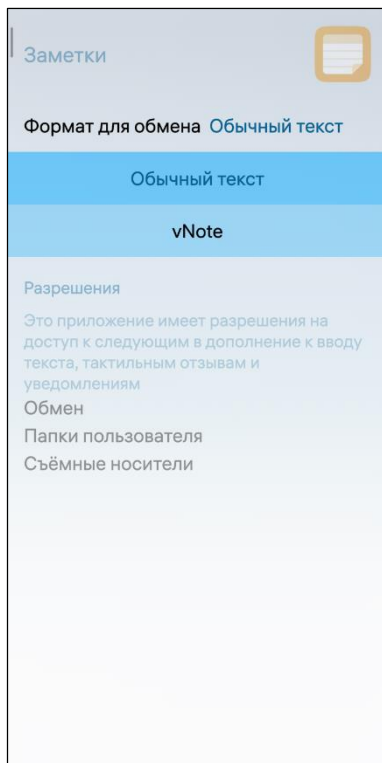 Заметки
Формат для обмена Обычный текст
Обычный текст
vNote
Разрешения
Это приложение имеет разрешения на
доступ к следующим в дополнение к вводу
текста, тактильным отзывам и
уведомлениям
Обмен
Папки пользователя
Съёмные носители